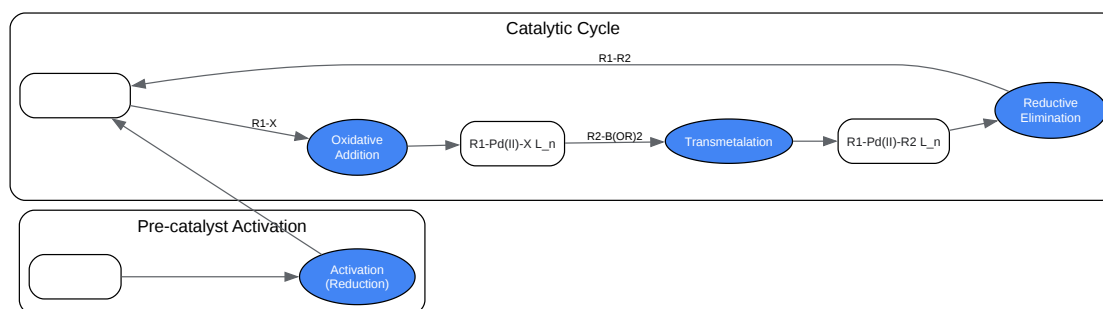 Catalytic Cycle
R1-R2
R1-X
Oxidative
Addition
R1-Pd(II)-X L_n
R2-B(OR)2
Transmetalation
R1-Pd(II)-R2 L_n
Reductive
Elimination
Pre-catalyst Activation
Activation
(Reduction)